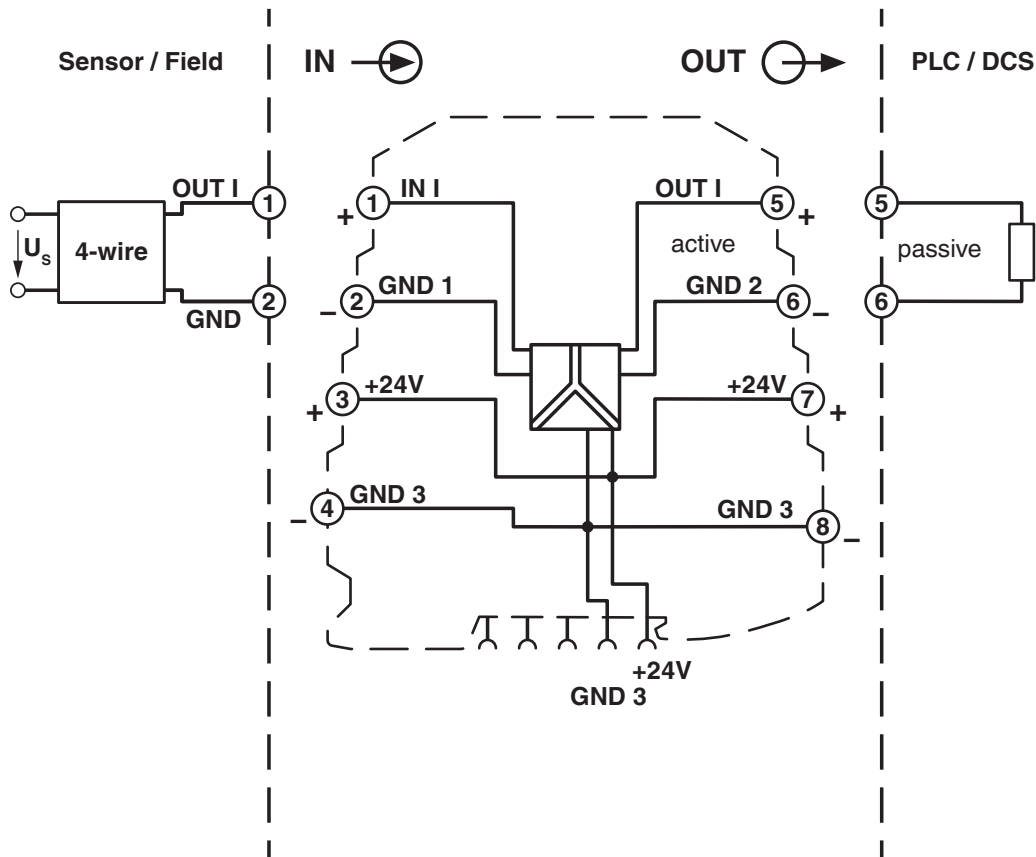 Sensor / Field
IN
OUT
PLC / DCS
OUT I
1
1
IN I
OUT I
5
5
+
+
U_S
4-wire
active
passive
GND
2
2
GND 1
GND 2
6
6
–
–
3
+24V
+24V
7
+
+
4
GND 3
GND 3
8
–
–
+24V
GND 3